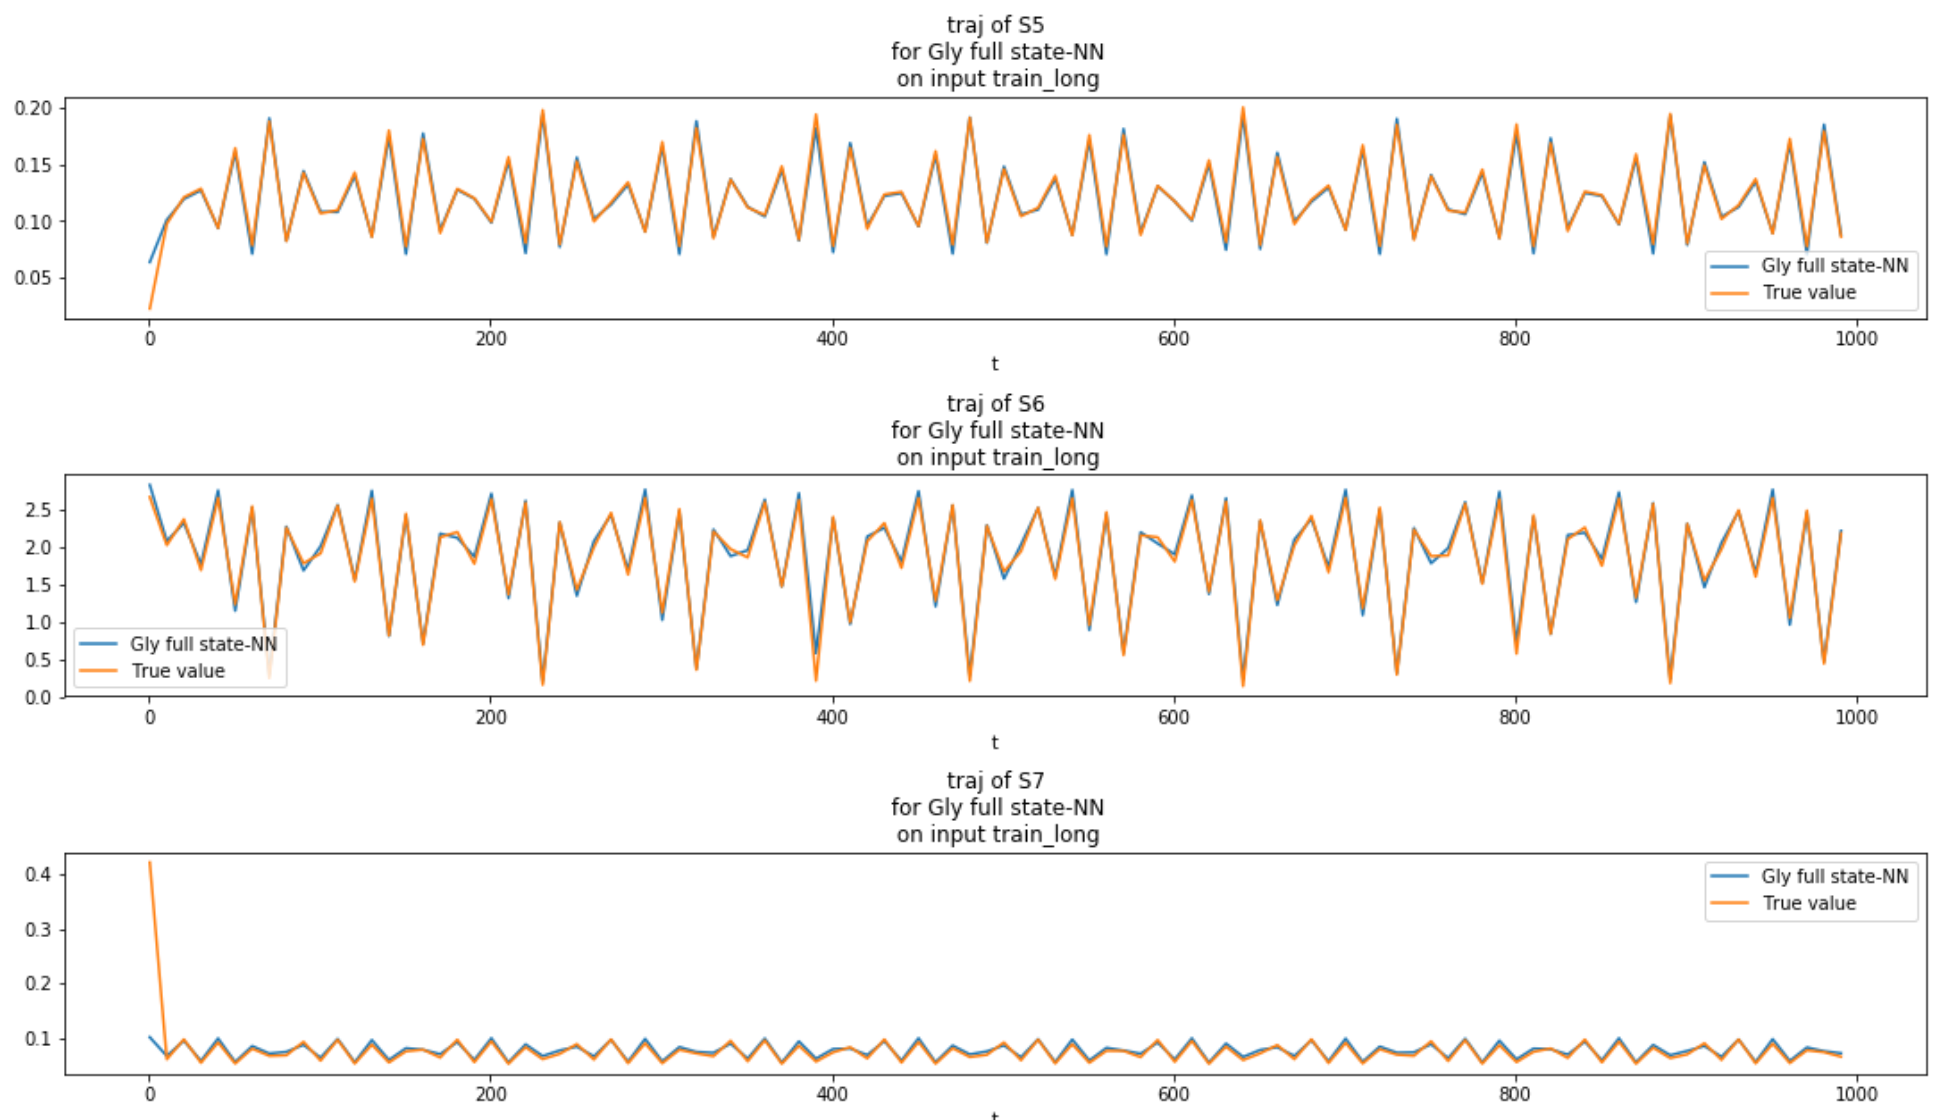 traj of S5
for Gly full state-NN
on input train_long
0.20
0.15
0.10
0.05
Gly full state-NN
True value
0 200 400 600 800 1000
t
traj of S6
for Gly full state-NN
on input train_long
2.5
2.0
1.5
1.0
0.5
0.0
Gly full state-NN
True value
0 200 400 600 800 1000
t
traj of S7
for Gly full state-NN
on input train_long
0.4
0.3
0.2
0.1
Gly full state-NN
True value
0 200 400 600 800 1000
t